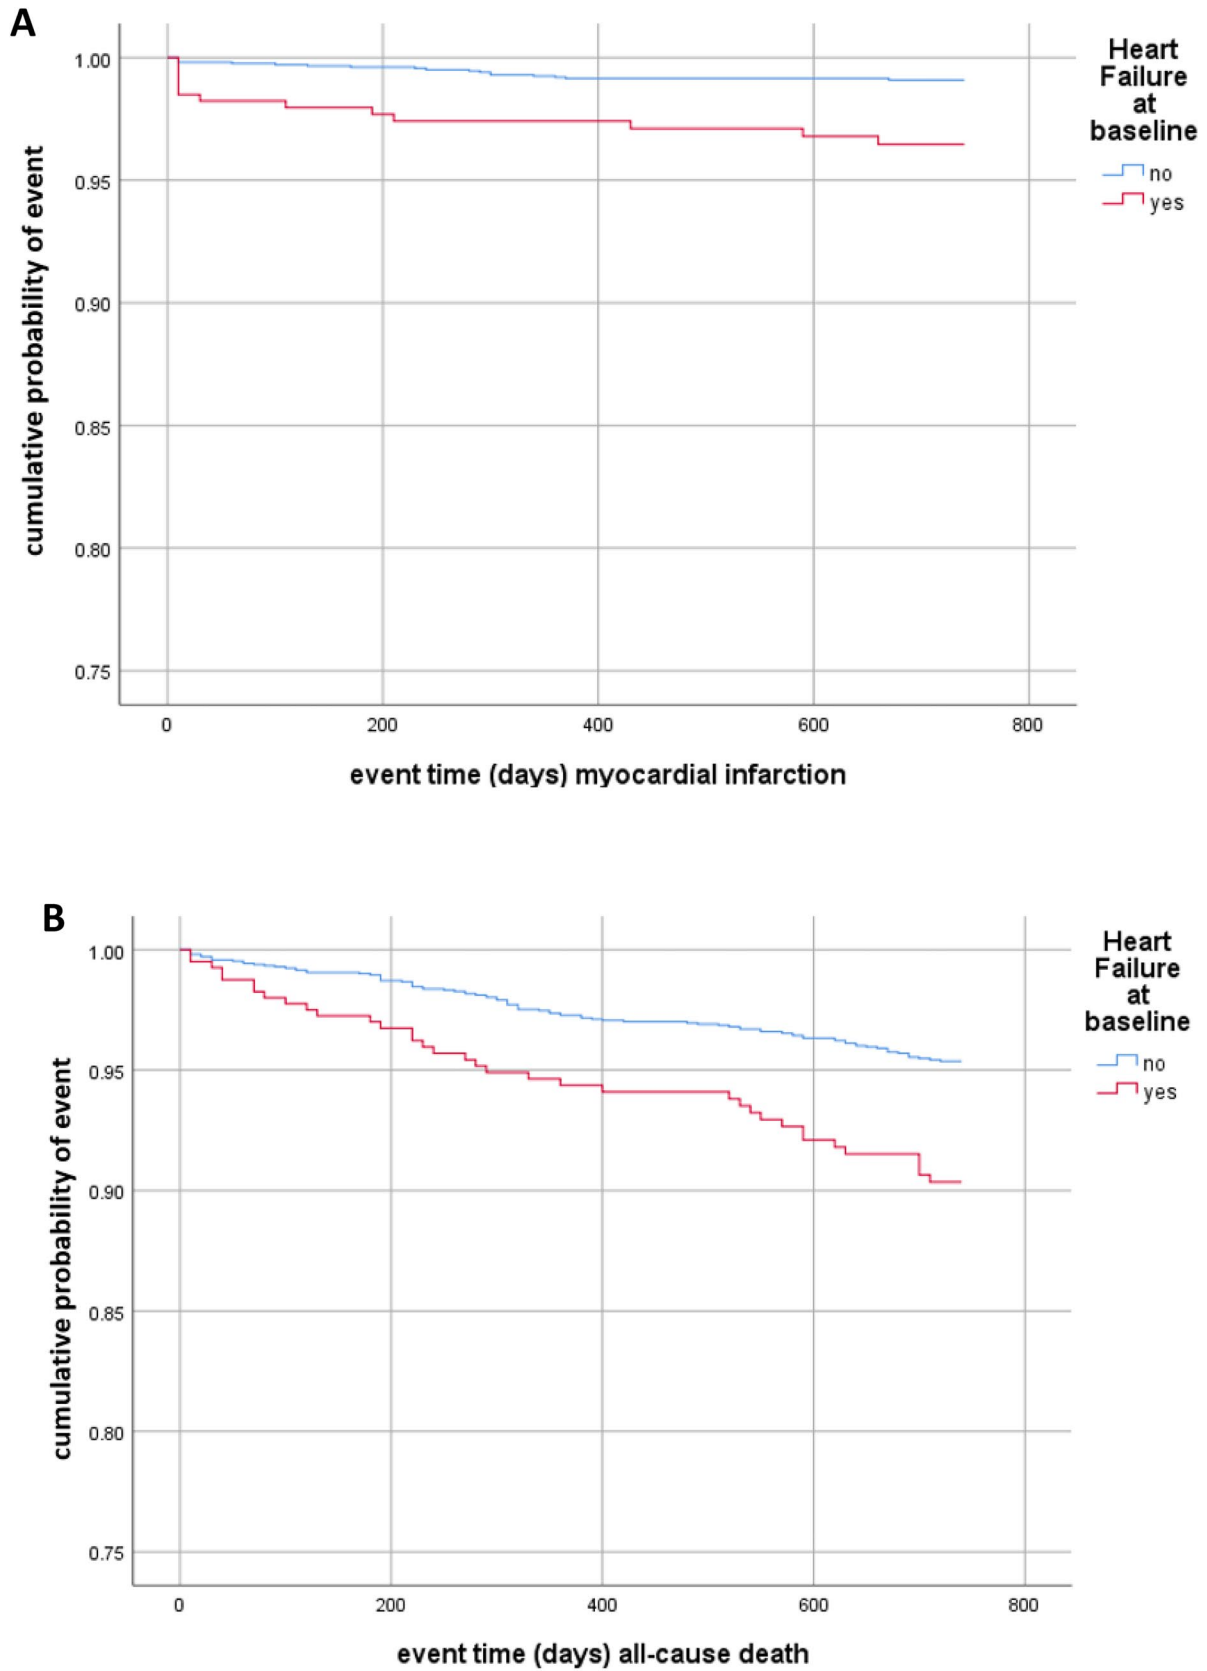 A
Heart
Failure
at
baseline
no
yes
1.00
0.95
0.90
0.85
0.80
0.75
cumulative probability of event
0 200 400 600 800
event time (days) myocardial infarction
B
Heart
Failure
at
baseline
no
yes
1.00
0.95
0.90
0.85
0.80
0.75
cumulative probability of event
0 200 400 600 800
event time (days) all-cause death